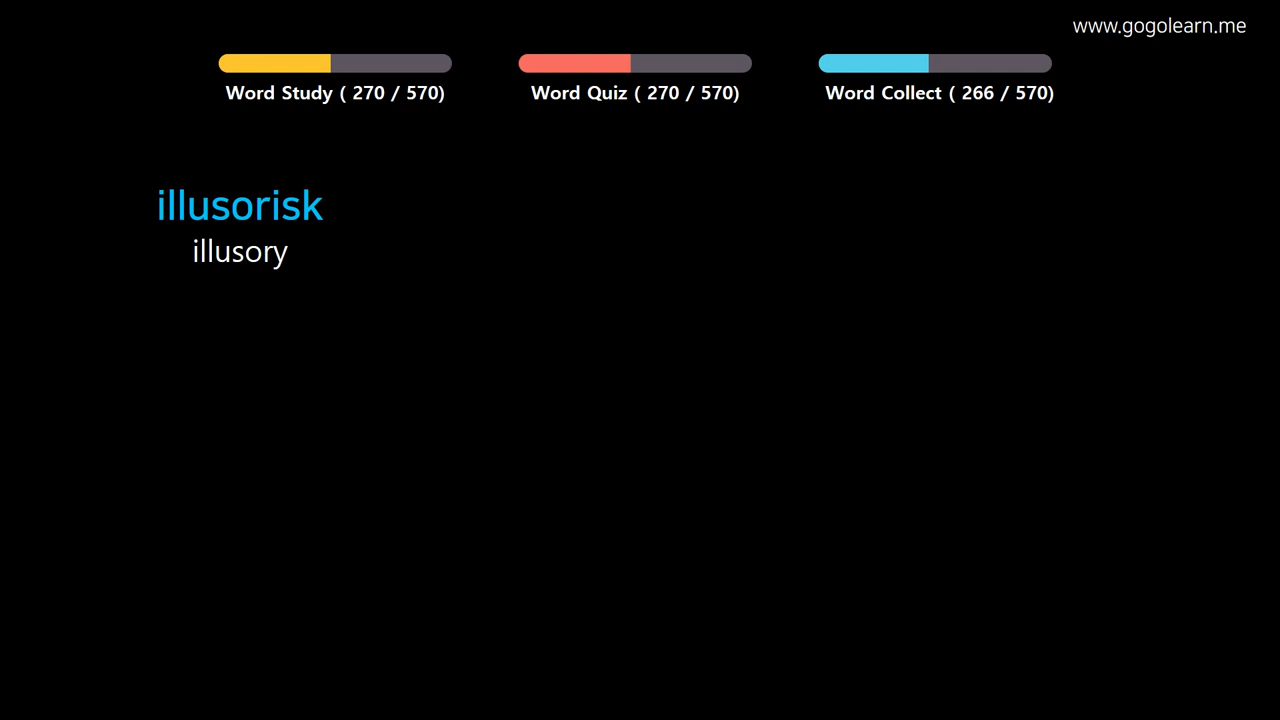 www.gogolearn.me
Word Study ( 270 / 570)
Word Quiz ( 270 / 570)
Word Collect ( 266 / 570)
illusorisk
illusory